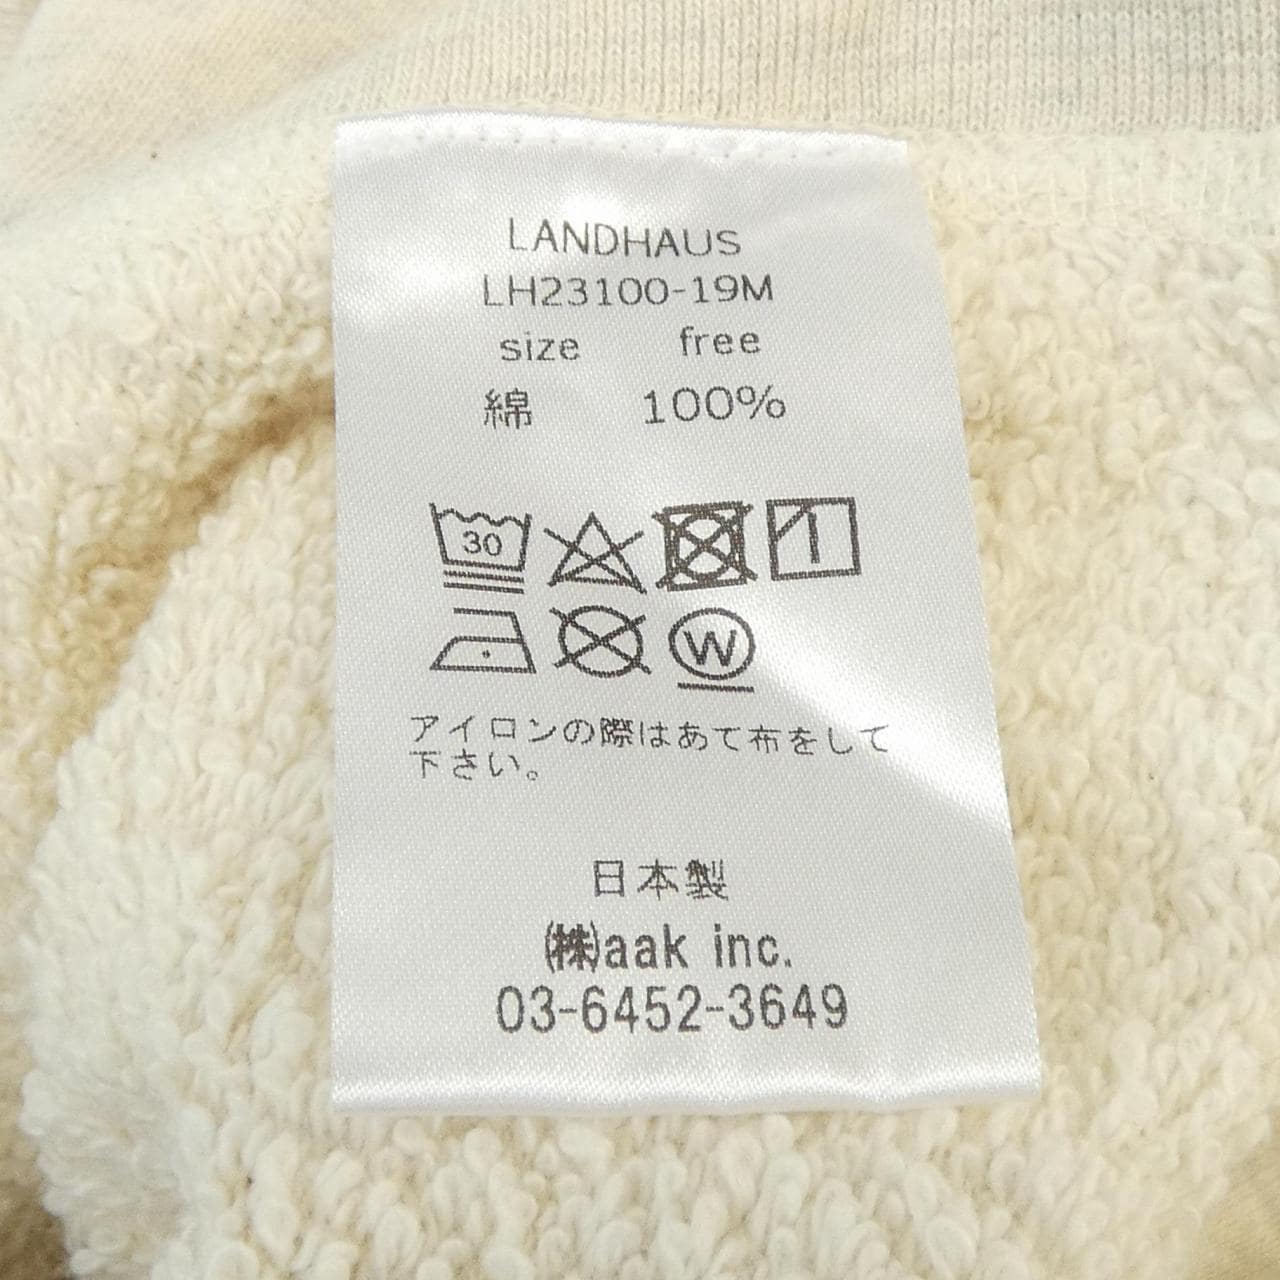 LANDHAUS
LH23100-19M
size free
綿 100%
30
W
アイロンの際はあて布をして
下さい。
日本製
㈱aak inc.
03-6452-3649